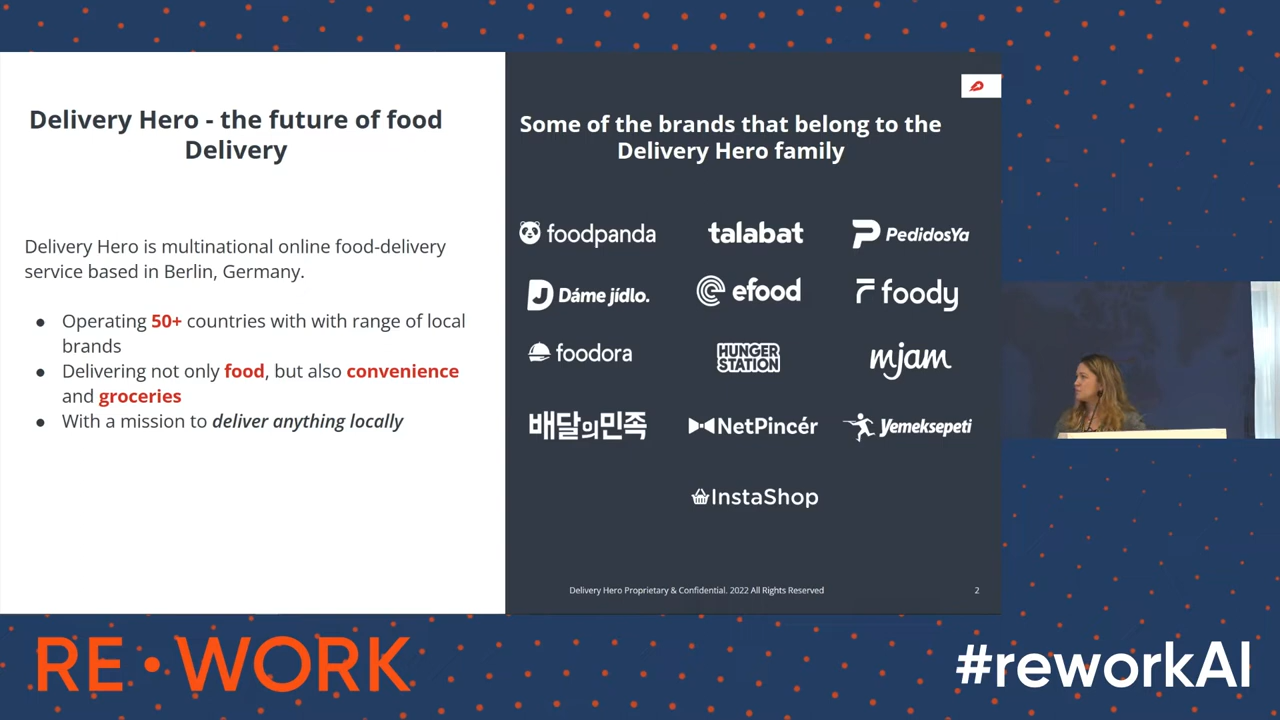 Delivery Hero - the future of food
Delivery
Delivery Hero is multinational online food-delivery
service based in Berlin, Germany.
● Operating 50+ countries with with range of local
brands
● Delivering not only food, but also convenience
and groceries
● With a mission to deliver anything locally
Some of the brands that belong to the
Delivery Hero family
foodpanda talabat PedidosYa
Dáme jídlo. efood foody
foodora HUNGER STATION mjam
배달의민족 NetPincér Yemeksepeti
InstaShop
Delivery Hero Proprietary & Confidential. 2022 All Rights Reserved
2
RE•WORK
#reworkAI